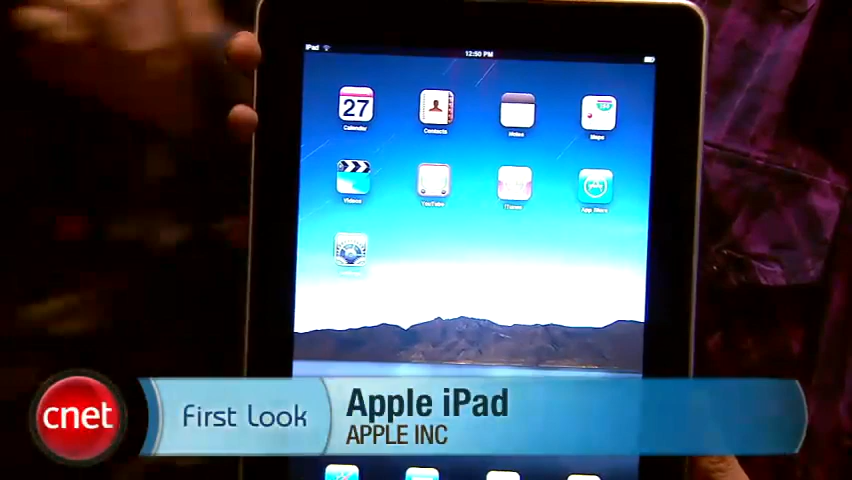 iPad
12:50 PM
27
Calendar
Contacts
Notes
Maps
Videos
YouTube
iTunes
App Store
cnet
First Look
Apple iPad
APPLE INC